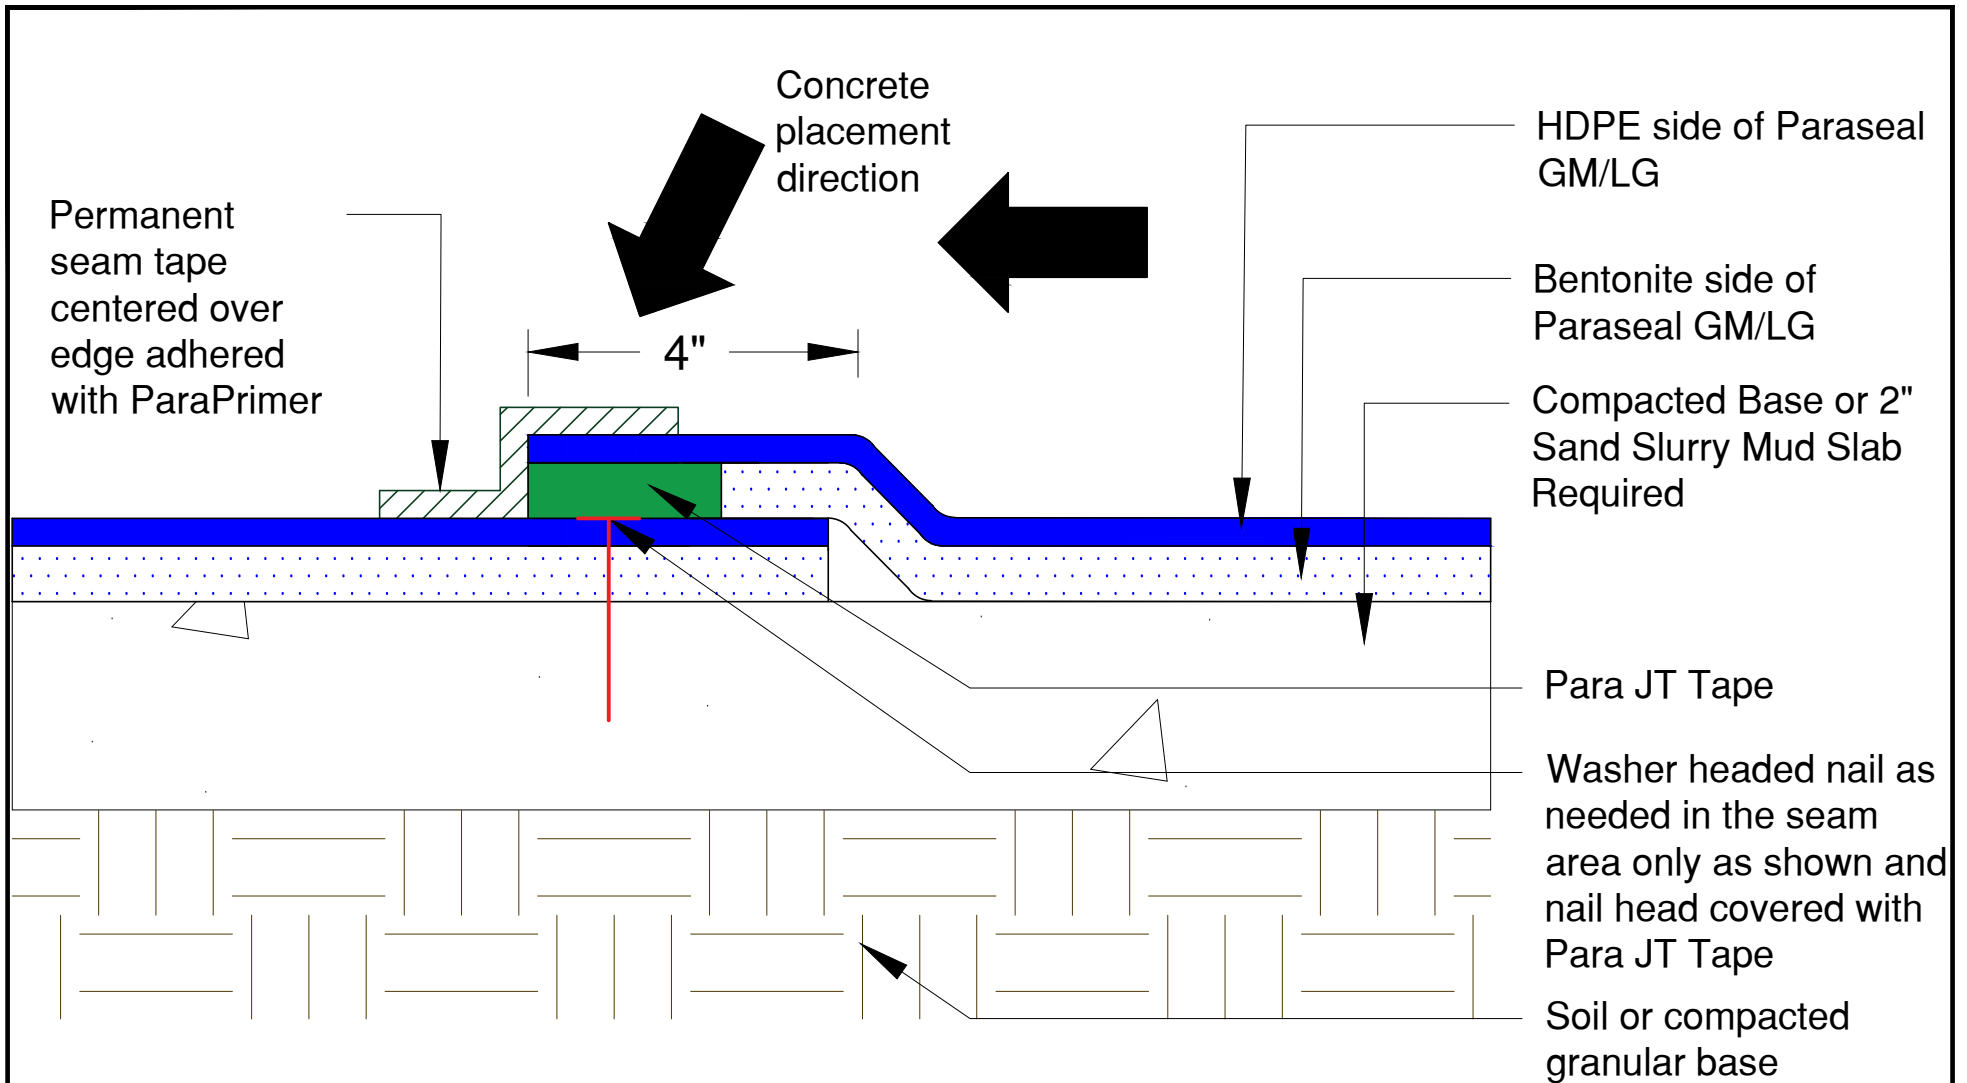 Concrete
placement
direction
HDPE side of Paraseal
GM/LG
Permanent
seam tape
centered over
edge adhered
with ParaPrimer
Bentonite side of
Paraseal GM/LG
4"
Compacted Base or 2"
Sand Slurry Mud Slab
Required
Para JT Tape
Washer headed nail as
needed in the seam
area only as shown and
nail head covered with
Para JT Tape
Soil or compacted
granular base